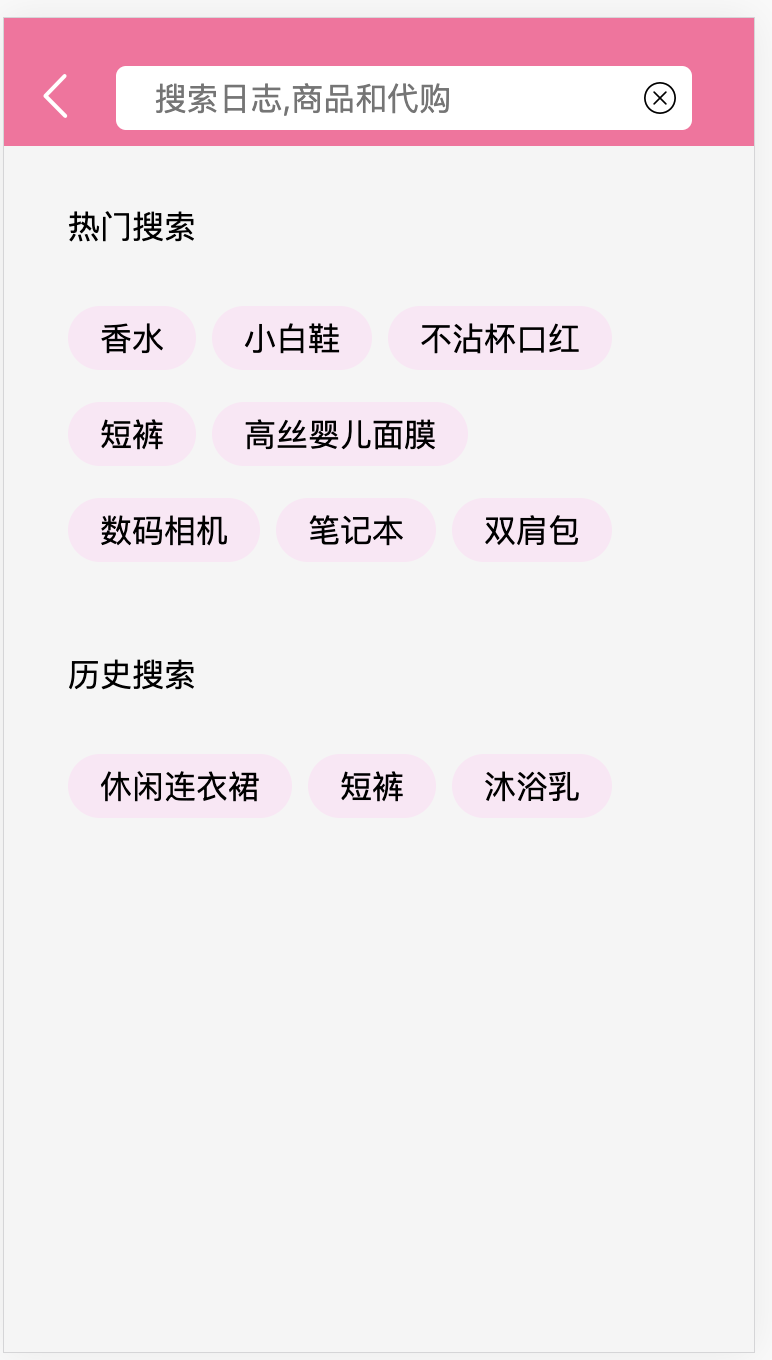 搜索日志,商品和代购
热门搜索
香水 小白鞋 不沾杯口红
短裤 高丝婴儿面膜
数码相机 笔记本 双肩包
历史搜索
休闲连衣裙 短裤 沐浴乳